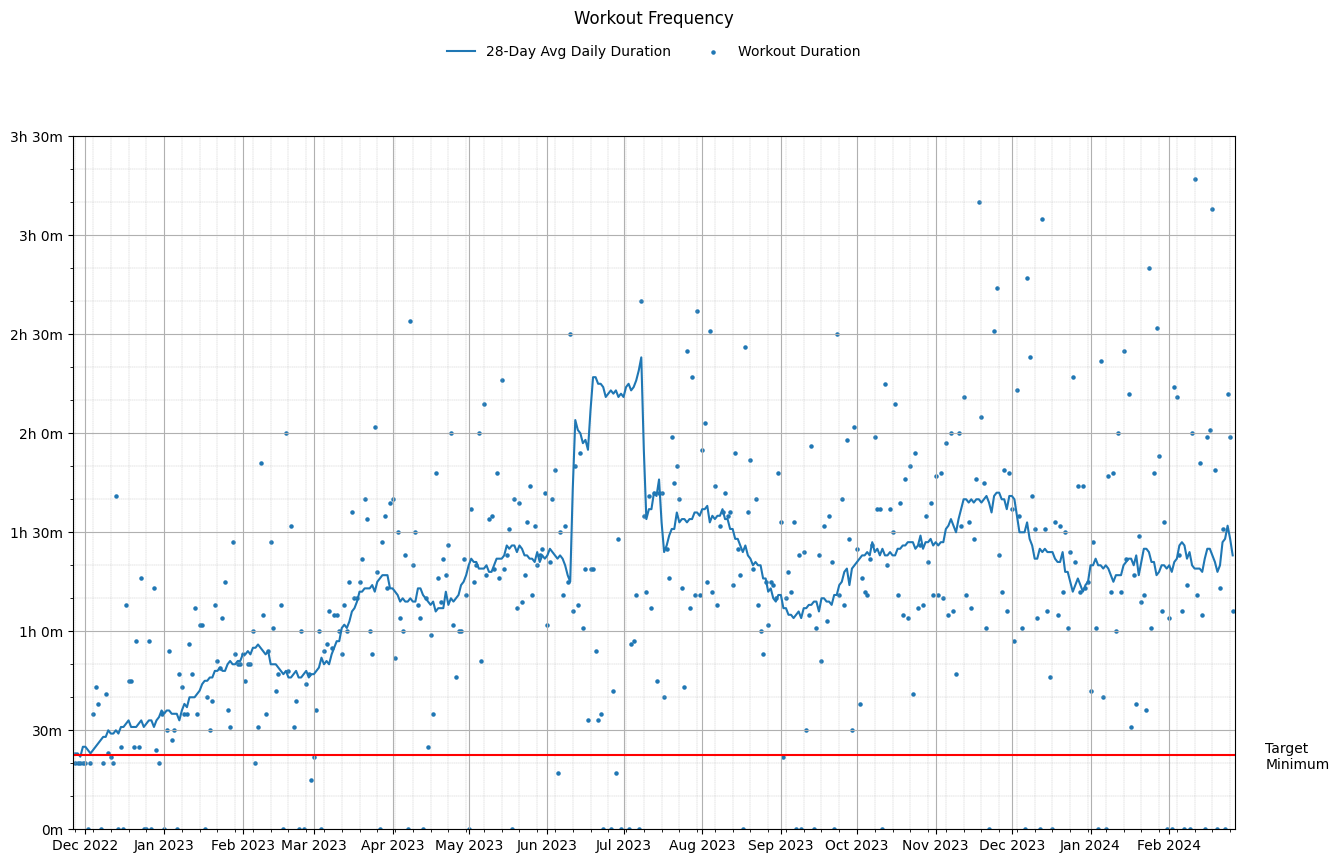 Workout Frequency
28-Day Avg Daily Duration
Workout Duration
3h 30m
3h 0m
2h 30m
2h 0m
1h 30m
1h 0m
30m
0m
Target
Minimum
Dec 2022
Jan 2023
Feb 2023
Mar 2023
Apr 2023
May 2023
Jun 2023
Jul 2023
Aug 2023
Sep 2023
Oct 2023
Nov 2023
Dec 2023
Jan 2024
Feb 2024